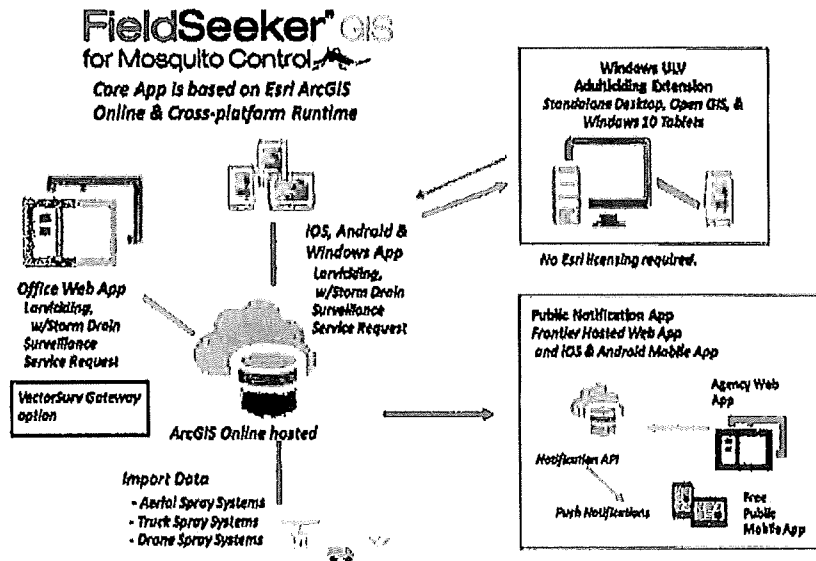 FieldSeeker GIS
for Mosquito Control
Core App is based on Esri ArcGIS
Online & Cross-platform Runtime
iOS, Android &
Windows App
Larviciding,
w/Storm Drain
Surveillance
Service Request
Office Web App
Larviciding,
w/Storm Drain
Surveillance
Service Request
VectorSurv Gateway
option
ArcGIS Online hosted
Import Data
- Aerial Spray Systems
- Truck Spray Systems
- Drone Spray Systems
Windows ULV
Adulticiding Extension
Standalone Desktop, Open GIS, &
Windows 10 Tablets
No Esri licensing required.
Public Notification App
Frontier Hosted Web App
and iOS & Android Mobile App
Agency Web
App
Notification API
Push Notifications
Free
Public
Mobile App